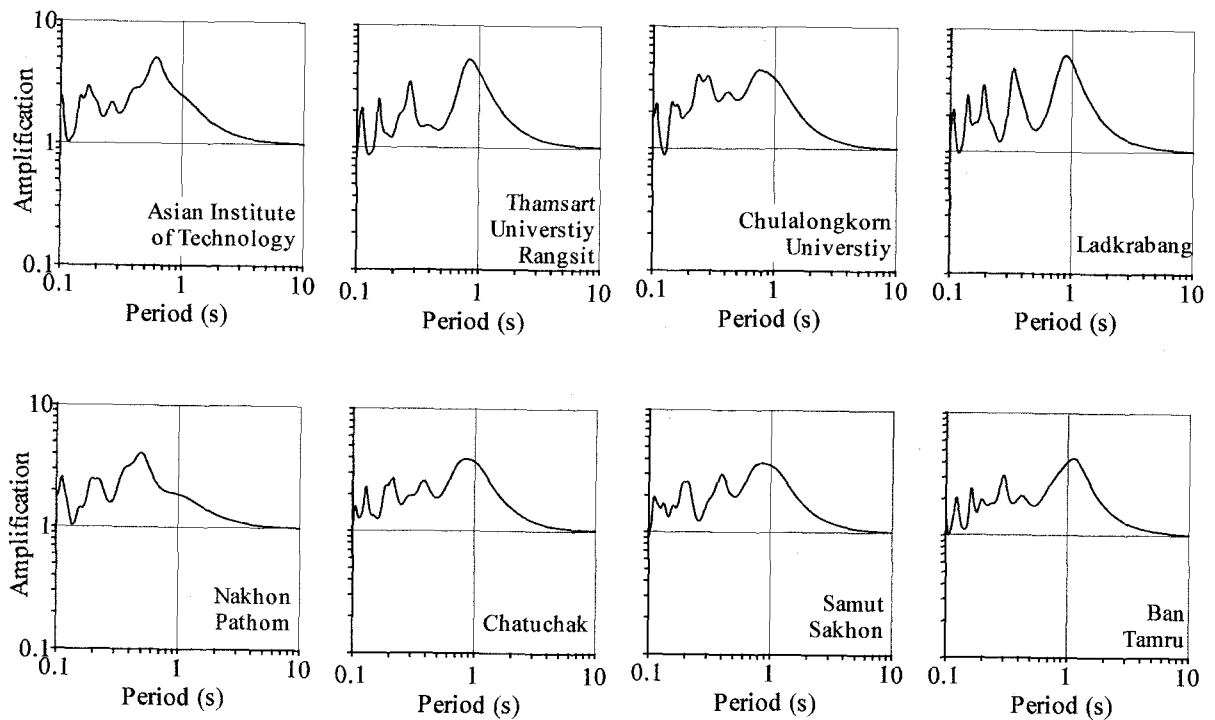 10
1
0.1
Amplification
Asian Institute
of Technology
0.1 1 10
Period (s)
Thamsart
Universtiy
Rangsit
0.1 1 10
Period (s)
Chulalongkorn
Universtiy
0.1 1 10
Period (s)
Ladkrabang
0.1 1 10
Period (s)
10
1
0.1
Amplification
Nakhon
Pathom
0.1 1 10
Period (s)
Chatuchak
0.1 1 10
Period (s)
Samut
Sakhon
0.1 1 10
Period (s)
Ban
Tamru
0.1 1 10
Period (s)